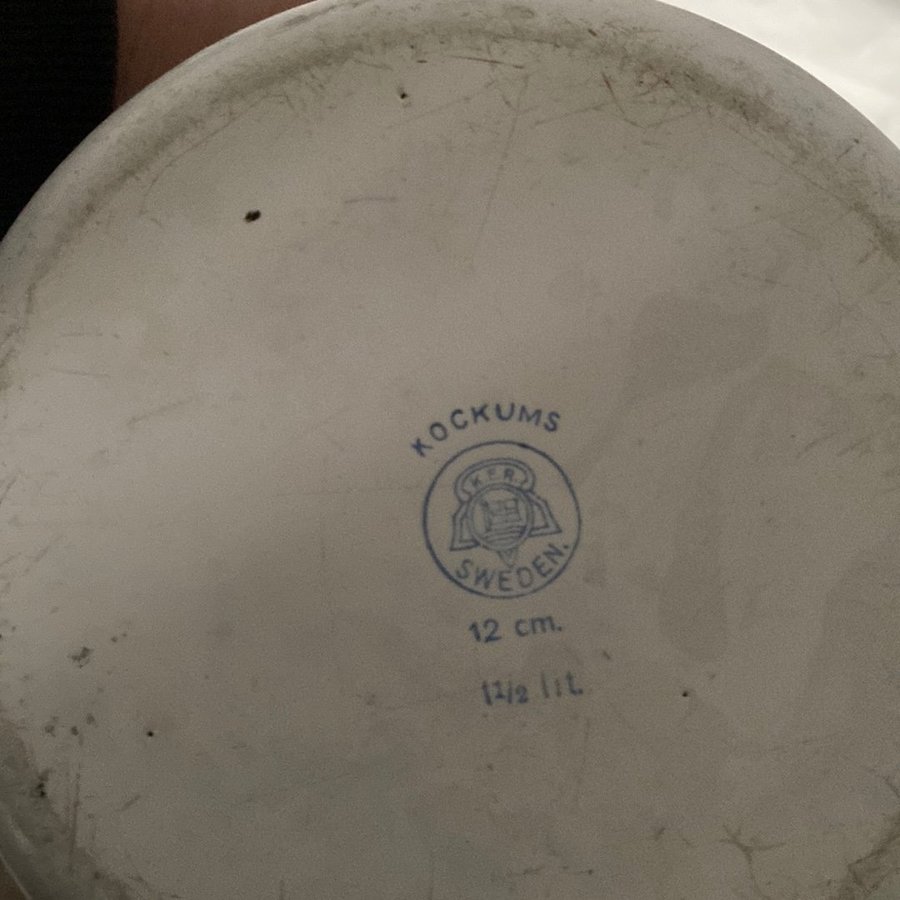 KOCKUMS
K.E.R.
SWEDEN.
12 cm.
1 1/2 lit.